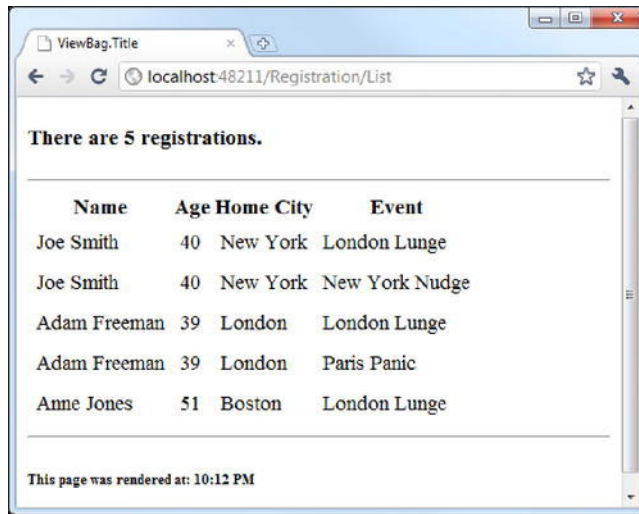 ViewBag.Title
localhost:48211/Registration/List
There are 5 registrations.
Name Age Home City Event
Joe Smith 40 New York London Lunge
Joe Smith 40 New York New York Nudge
Adam Freeman 39 London London Lunge
Adam Freeman 39 London Paris Panic
Anne Jones 51 Boston London Lunge
This page was rendered at: 10:12 PM